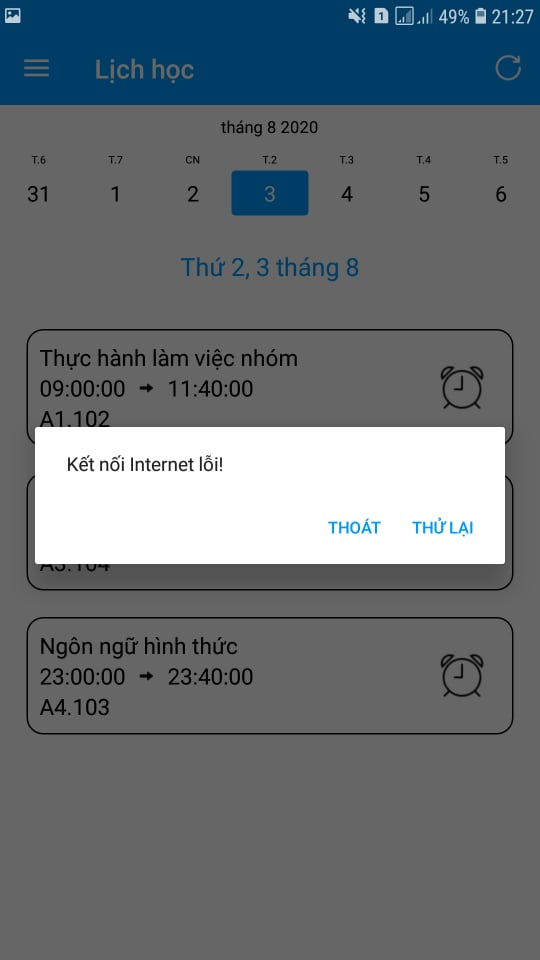 49% 21:27
Lịch học
tháng 8 2020
T.6 T.7 CN T.2 T.3 T.4 T.5
31 1 2 3 4 5 6
Thứ 2, 3 tháng 8
Thực hành làm việc nhóm
09:00:00 → 11:40:00
A1.102
Kết nối Internet lỗi!
THOÁT THỬ LẠI
A3.104
Ngôn ngữ hình thức
23:00:00 → 23:40:00
A4.103